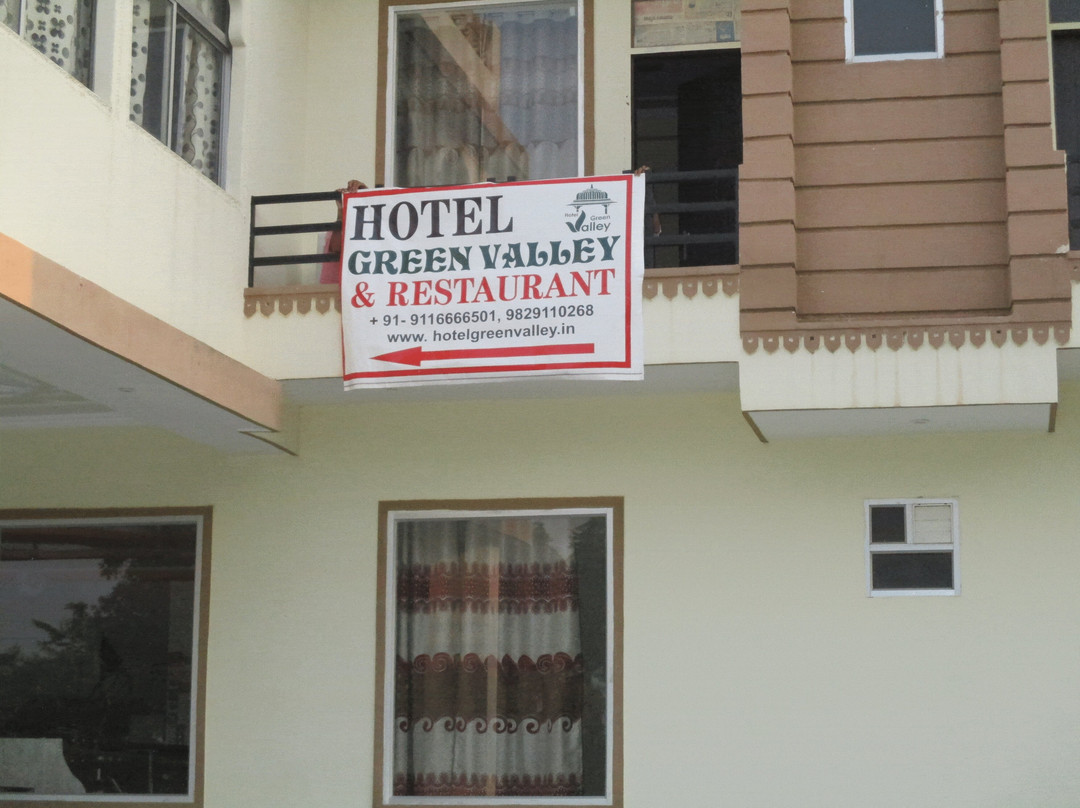 HOTEL
Hotel Green
Valley
GREEN VALLEY
& RESTAURANT
+ 91- 9116666501, 9829110268
www. hotelgreenvalley.in